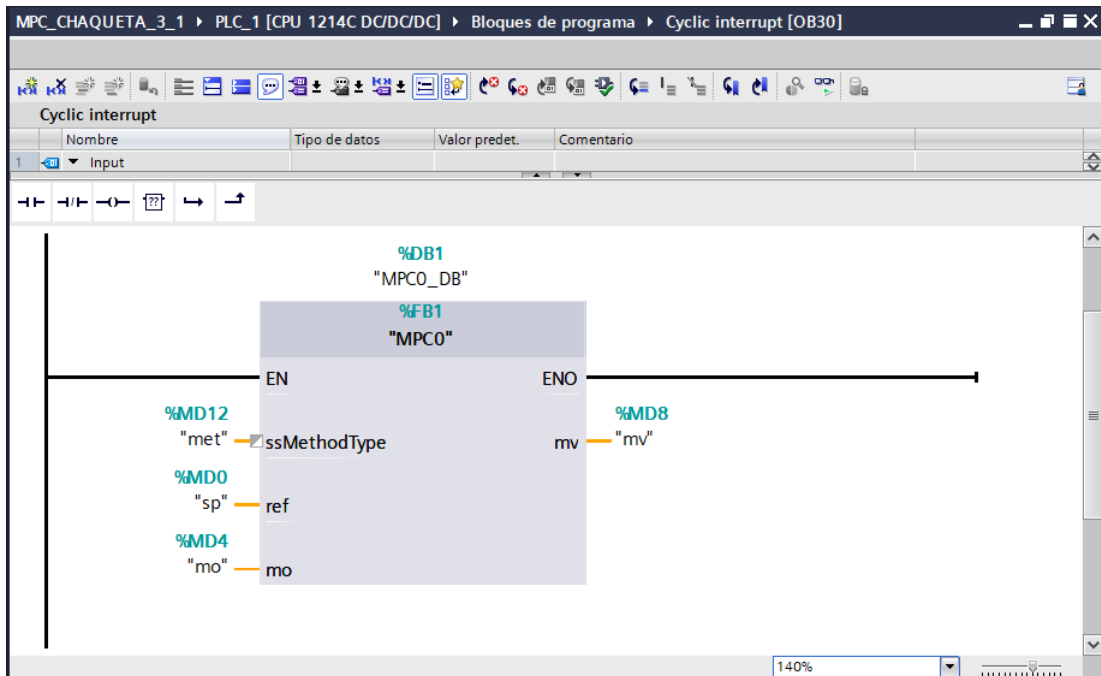 MPC_CHAQUETA_3_1 ▸ PLC_1 [CPU 1214C DC/DC/DC] ▸ Bloques de programa ▸ Cyclic interrupt [OB30]
Cyclic interrupt
Nombre Tipo de datos Valor predet. Comentario
1 Input
??
%DB1
"MPC0_DB"
%FB1
"MPC0"
EN ENO
%MD12 %MD8
"met" ssMethodType mv "mv"
%MD0
"sp" ref
%MD4
"mo" mo
140%